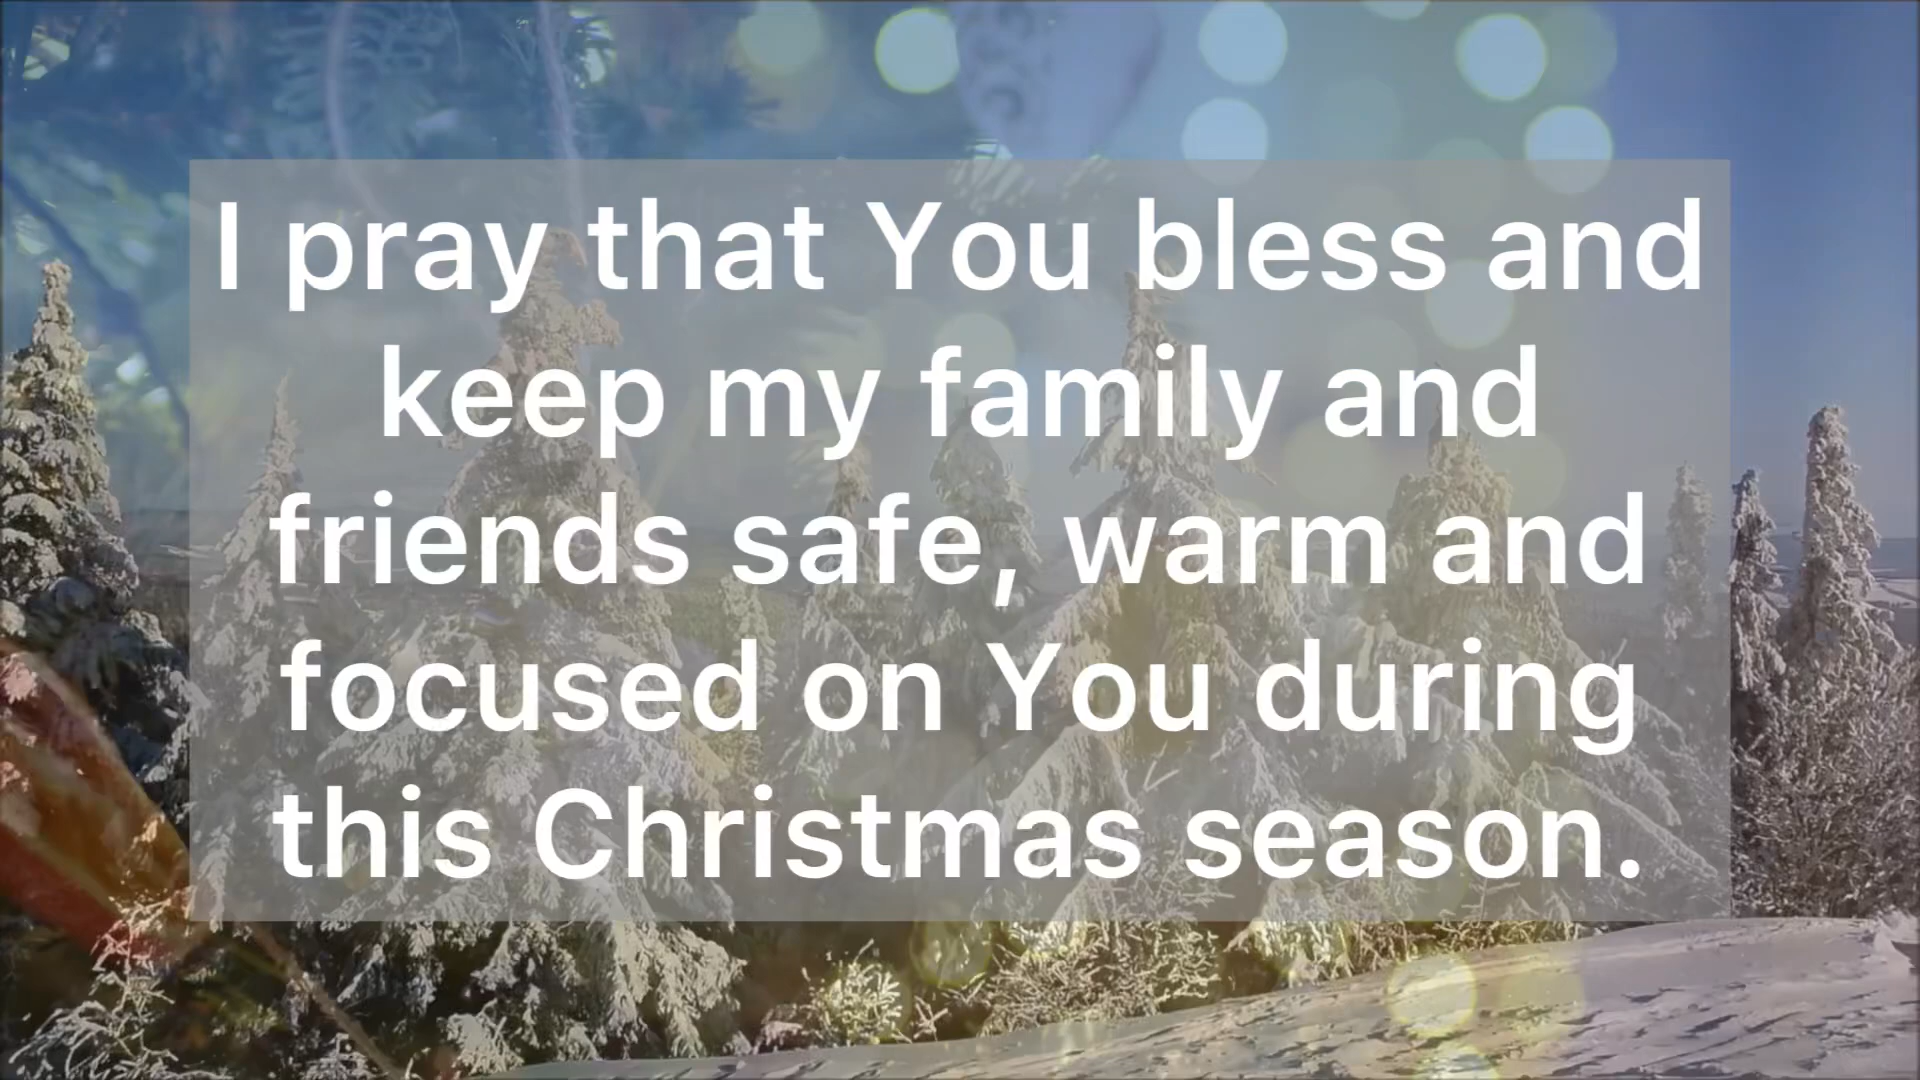 I pray that You bless and
keep my family and
friends safe, warm and
focused on You during
this Christmas season.